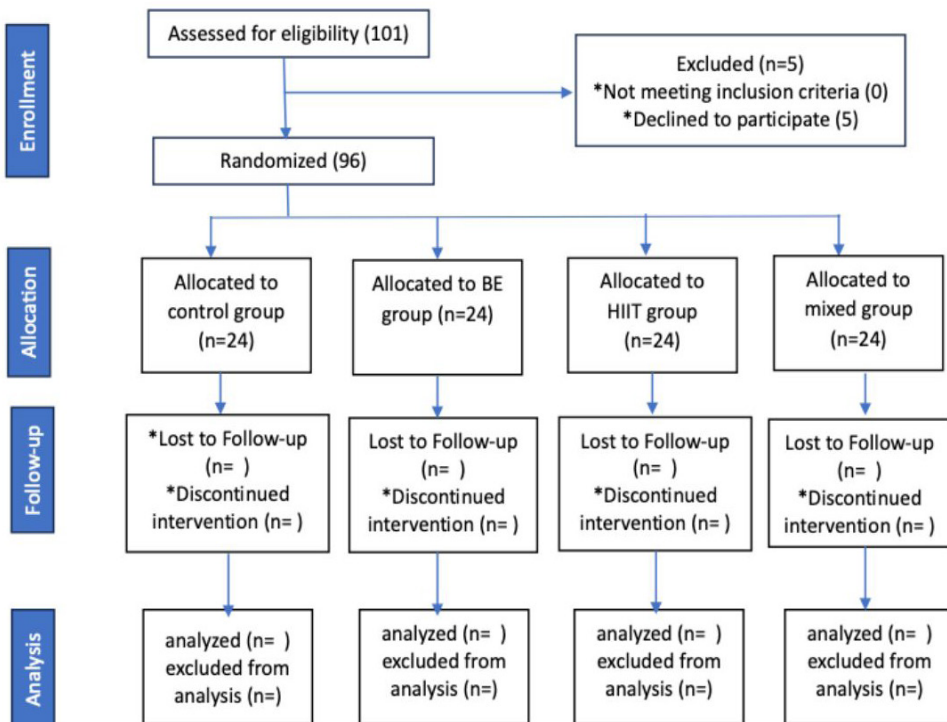 Enrollment
Assessed for eligibility (101)
Excluded (n=5)
*Not meeting inclusion criteria (0)
*Declined to participate (5)
Randomized (96)
Allocation
Allocated to
control group
(n=24)
Allocated to BE
group (n=24)
Allocated to
HIIT group
(n=24)
Allocated to
mixed group
(n=24)
Follow-up
*Lost to Follow-up
(n=  )
*Discontinued
intervention (n= )
Lost to Follow-up
(n=  )
*Discontinued
intervention (n= )
Lost to Follow-up
(n=  )
*Discontinued
intervention (n= )
Lost to Follow-up
(n=  )
*Discontinued
intervention (n= )
Analysis
analyzed (n=  )
excluded from
analysis (n=)
analyzed (n=  )
excluded from
analysis (n=)
analyzed (n=  )
excluded from
analysis (n=)
analyzed (n=  )
excluded from
analysis (n=)